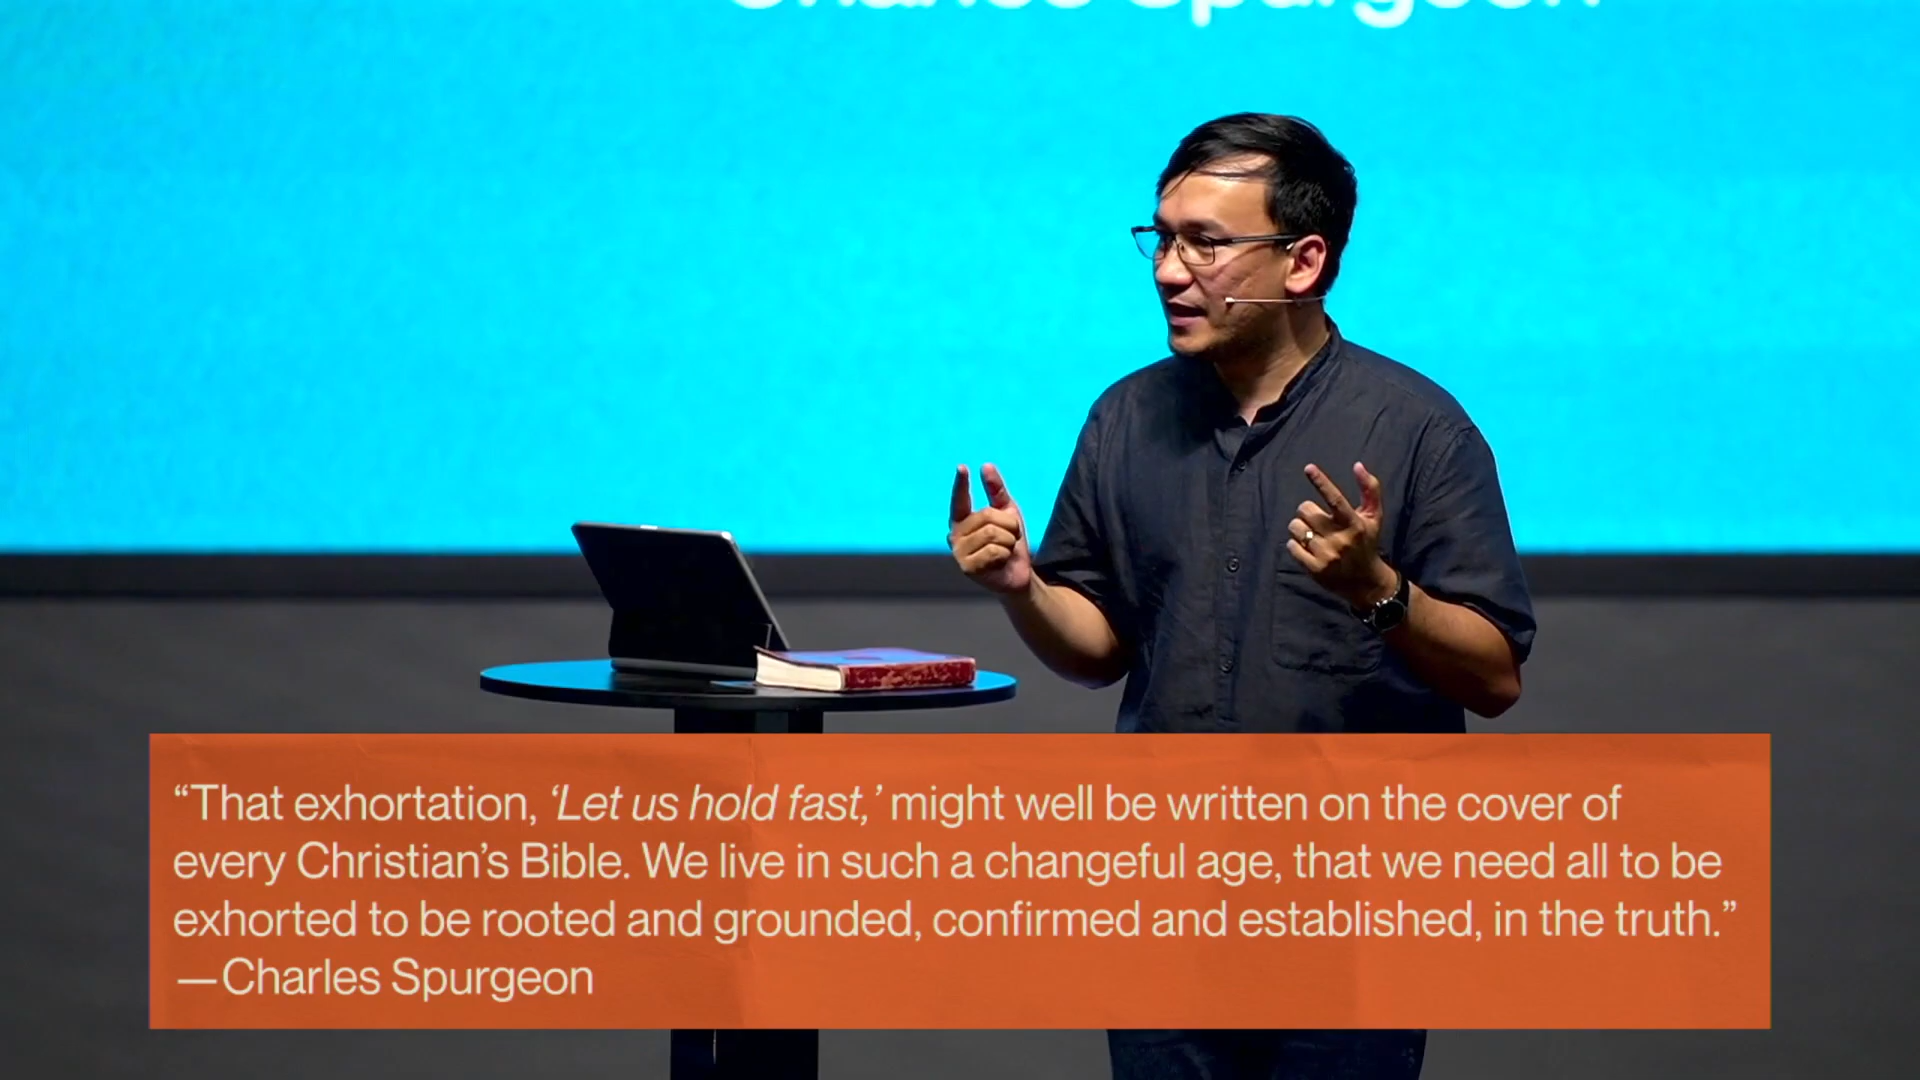 Charles Spurgeon
“That exhortation, ‘Let us hold fast,’ might well be written on the cover of
every Christian’s Bible. We live in such a changeful age, that we need all to be
exhorted to be rooted and grounded, confirmed and established, in the truth.”
—Charles Spurgeon